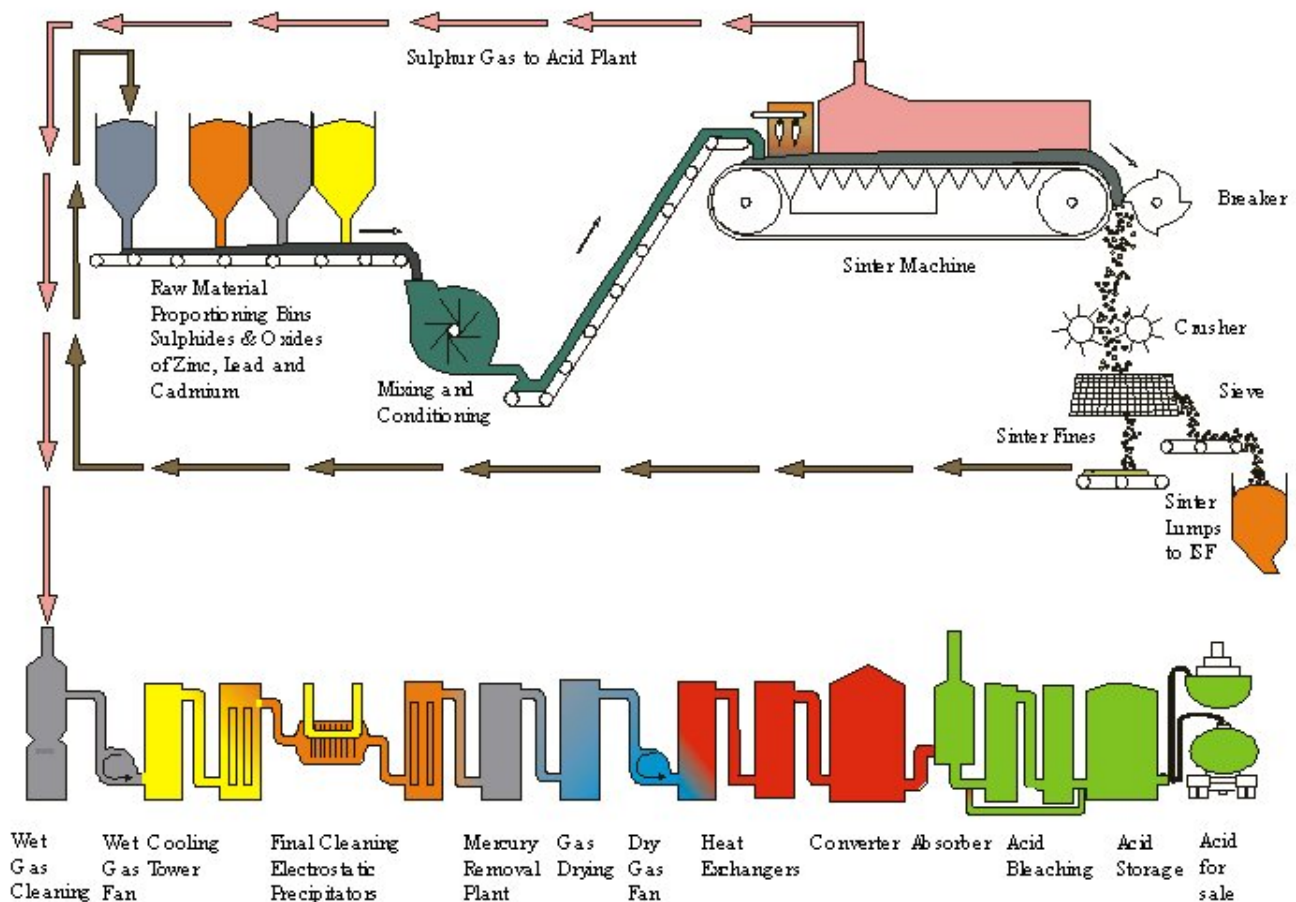 Sulphur Gas to Acid Plant
Breaker
Sinter Machine
Raw Material
Proportioning Bins
Sulphides & Oxides
of Zinc, Lead and
Cadmium
Crusher
Mixing and
Conditioning
Sieve
Sinter Fines
Sinter
Lumps
to ISF
Wet
Gas
Cleaning
Wet
Gas
Fan
Cooling
Tower
Final Cleaning
Electrostatic
Precipitators
Mercury
Removal
Plant
Gas
Drying
Dry
Gas
Fan
Heat
Exchangers
Converter
Absorber
Acid
Bleaching
Acid
Storage
Acid
for
sale